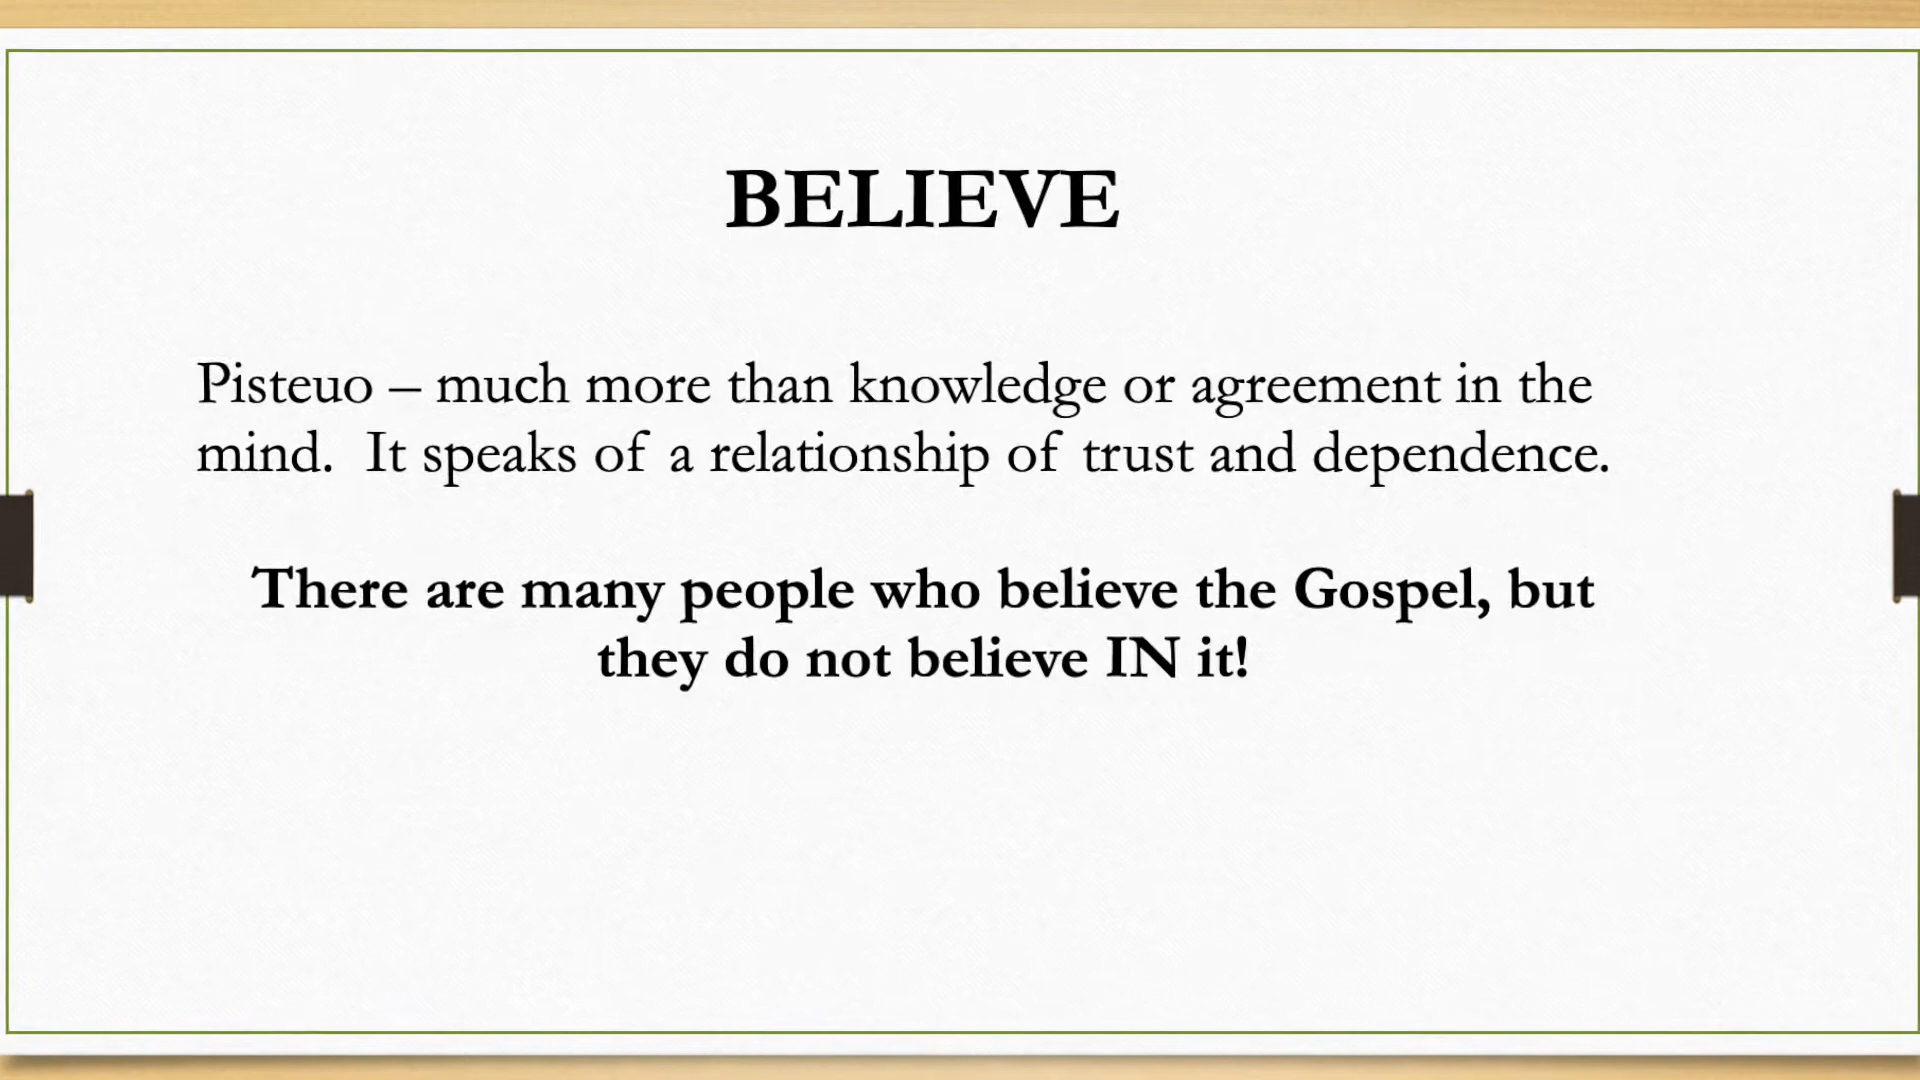 BELIEVE
Pisteuo – much more than knowledge or agreement in the
mind.  It speaks of a relationship of trust and dependence.
There are many people who believe the Gospel, but
they do not believe IN it!